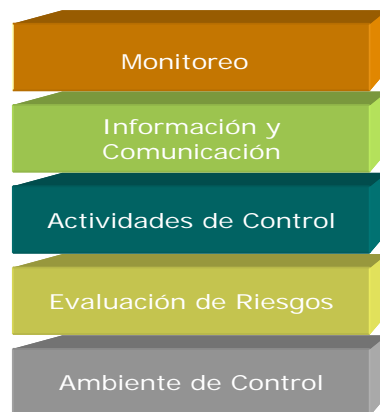 Monitoreo
Información y
Comunicación
Actividades de Control
Evaluación de Riesgos
Ambiente de Control